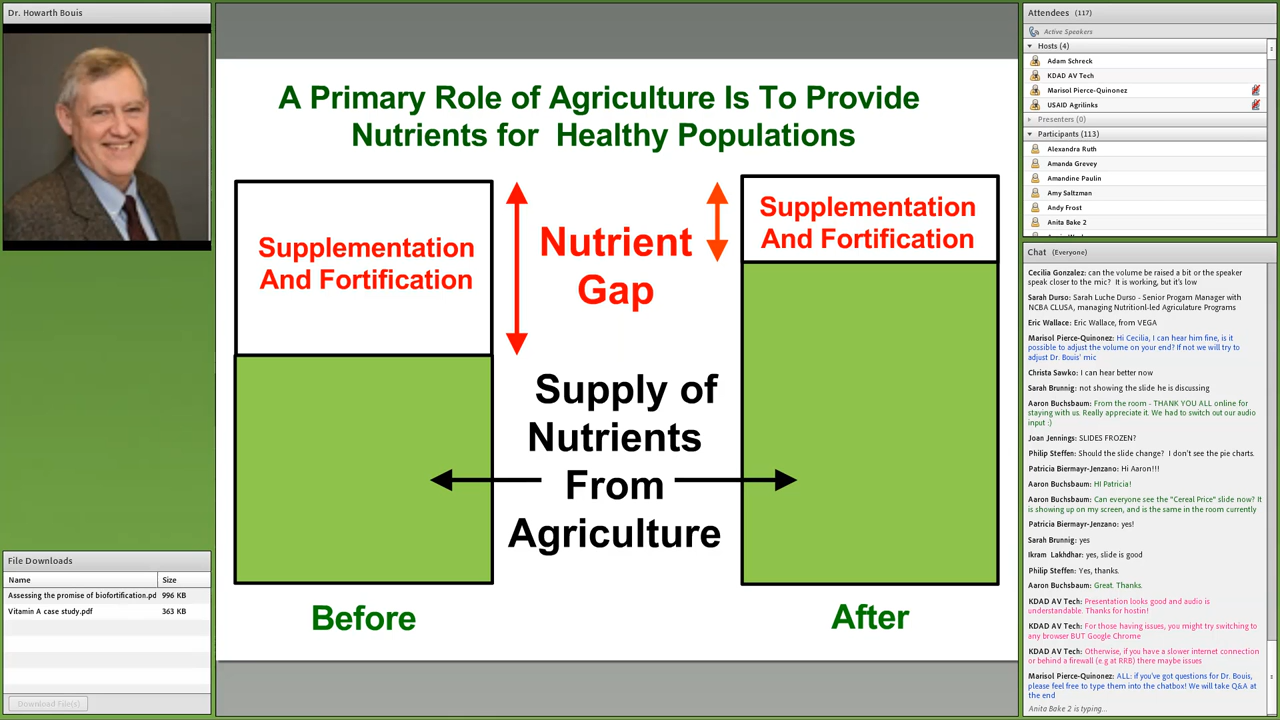 Dr. Howarth Bouis
A Primary Role of Agriculture Is To Provide
Nutrients for Healthy Populations
Supplementation
And Fortification
Nutrient
Gap
Supplementation
And Fortification
Supply of
Nutrients
From
Agriculture
Before
After
File Downloads
Name Size
Assessing the promise of biofortification.pd 996 KB
Vitamin A case study.pdf 363 KB
Download File(s)
Attendees (117)
Active Speakers
Hosts (4)
Adam Schreck
KDAD AV Tech
Marisol Pierce-Quinonez
USAID Agrilinks
Presenters (0)
Participants (113)
Alexandra Ruth
Amanda Grevey
Amandine Paulin
Amy Saltzman
Andy Frost
Anita Bake 2
Chat (Everyone)
Cecilia Gonzalez: can the volume be raised a bit or the speaker
speak closer to the mic? It is working, but it's low
Sarah Durso: Sarah Luche Durso - Senior Progam Manager with
NCBA CLUSA, managing Nutritionl-led Agriculature Programs
Eric Wallace: Eric Wallace, from VEGA
Marisol Pierce-Quinonez: Hi Cecilia, I can hear him fine, is it
possible to adjust the volume on your end? If not we will try to
adjust Dr. Bouis' mic
Christa Sawko: I can hear better now
Sarah Brunnig: not showing the slide he is discussing
Aaron Buchsbaum: From the room - THANK YOU ALL online for
staying with us. Really appreciate it. We had to switch out our audio
input :)
Joan Jennings: SLIDES FROZEN?
Philip Steffen: Should the slide change? I don't see the pie charts.
Patricia Biermayr-Jenzano: Hi Aaron!!!
Aaron Buchsbaum: HI Patricia!
Aaron Buchsbaum: Can everyone see the "Cereal Price" slide now? It
is showing up on my screen, and is the same in the room currently
Patricia Biermayr-Jenzano: yes!
Sarah Brunnig: yes
Ikram Lakhdhar: yes, slide is good
Philip Steffen: Yes, thanks.
Aaron Buchsbaum: Great. Thanks.
KDAD AV Tech: Presentation looks good and audio is
understandable. Thanks for hostin!
KDAD AV Tech: For those having issues, you might try switching to
any browser BUT Google Chrome
KDAD AV Tech: Otherwise, if you have a slower internet connection
or behind a firewall (e.g at RRB) there maybe issues
Marisol Pierce-Quinonez: ALL: if you've got questions for Dr. Bouis,
please feel free to type them into the chatbox! We will take Q&A at
the end
Anita Bake 2 is typing...